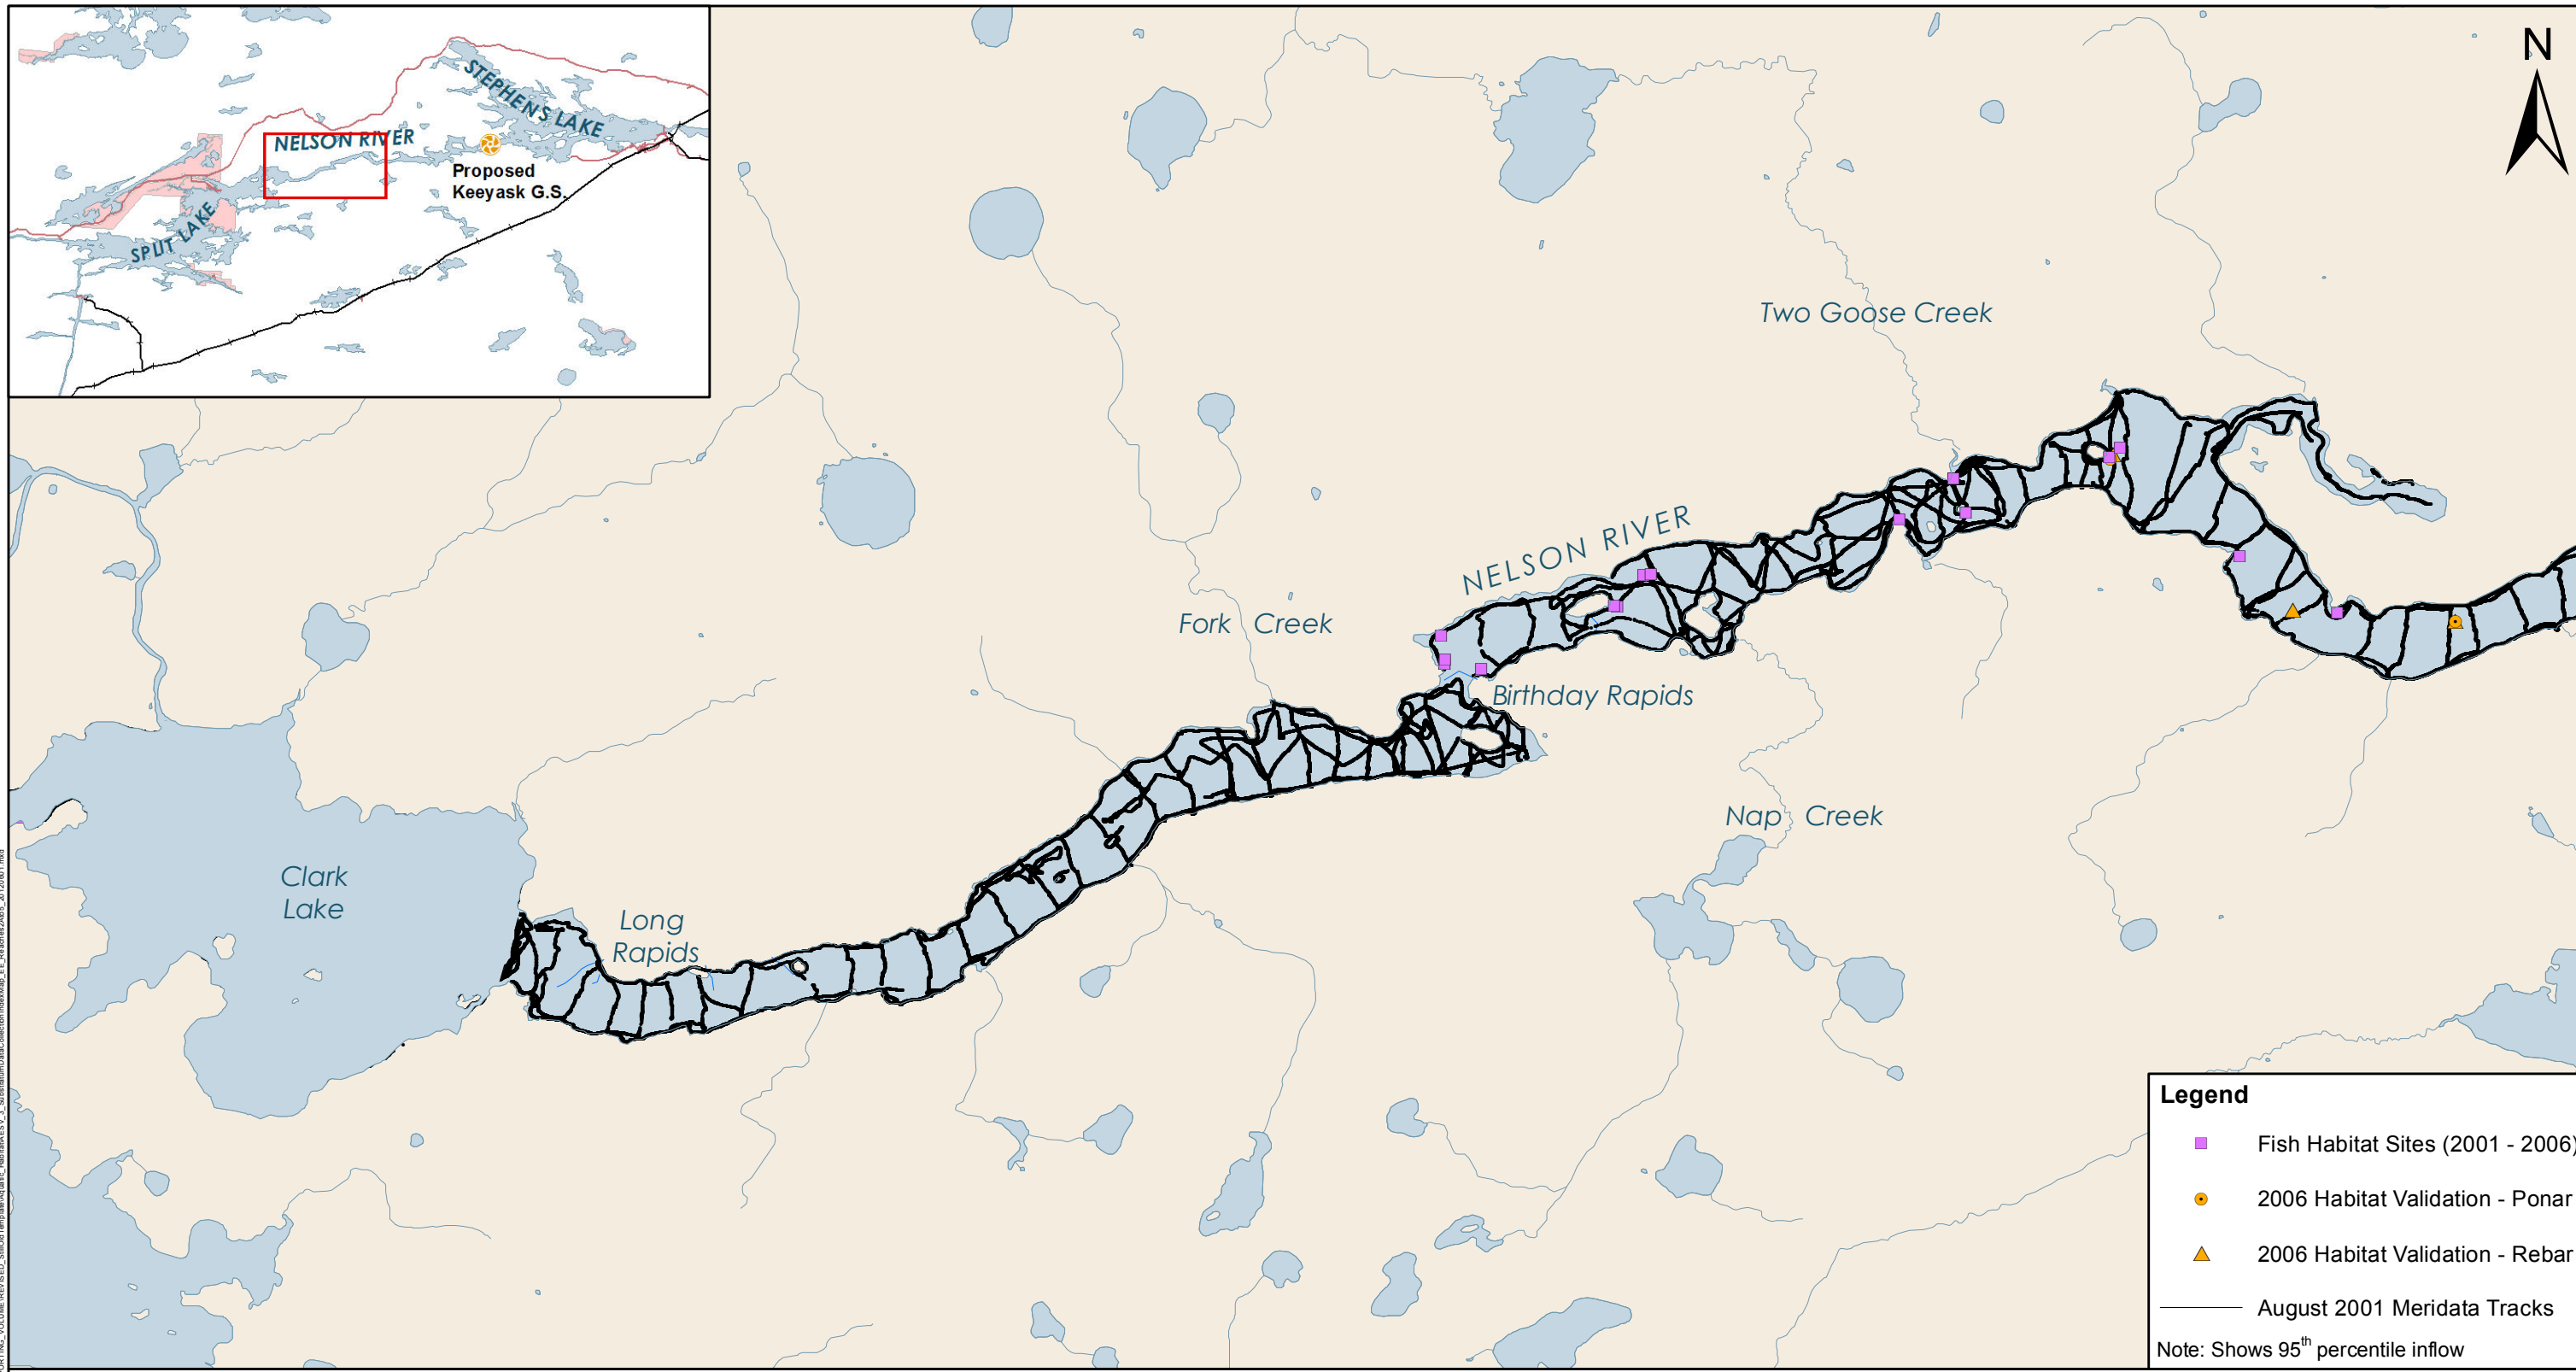 STEPHENS LAKE
NELSON RIVER
Proposed
Keeyask G.S.
SPLIT LAKE
N
Two Goose Creek
NELSON RIVER
Fork Creek
Birthday Rapids
Nap Creek
Clark
Lake
Long
Rapids
Legend
Fish Habitat Sites (2001 - 2006)
2006 Habitat Validation - Ponar
2006 Habitat Validation - Rebar
August 2001 Meridata Tracks
Note: Shows 95th percentile inflow